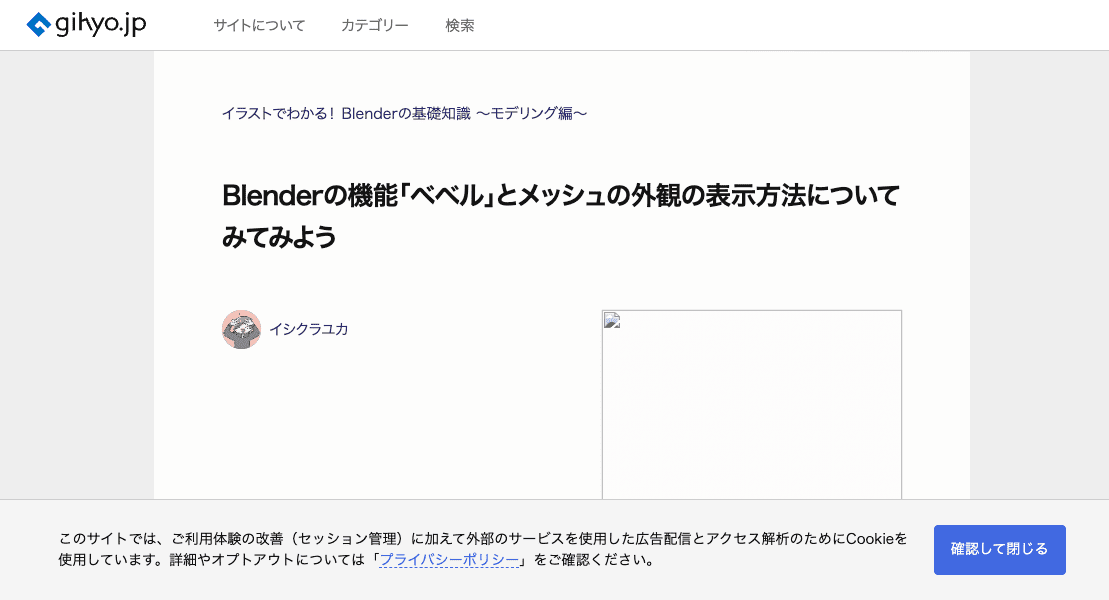 gihyo.jp
サイトについて
カテゴリー
検索
イラストでわかる! Blenderの基礎知識 〜モデリング編〜
Blenderの機能「ベベル」とメッシュの外観の表示方法について
みてみよう
イシクラユカ
このサイトでは、ご利用体験の改善（セッション管理）に加えて外部のサービスを使用した広告配信とアクセス解析のためにCookieを
使用しています。詳細やオプトアウトについては「プライバシーポリシー」をご確認ください。
確認して閉じる